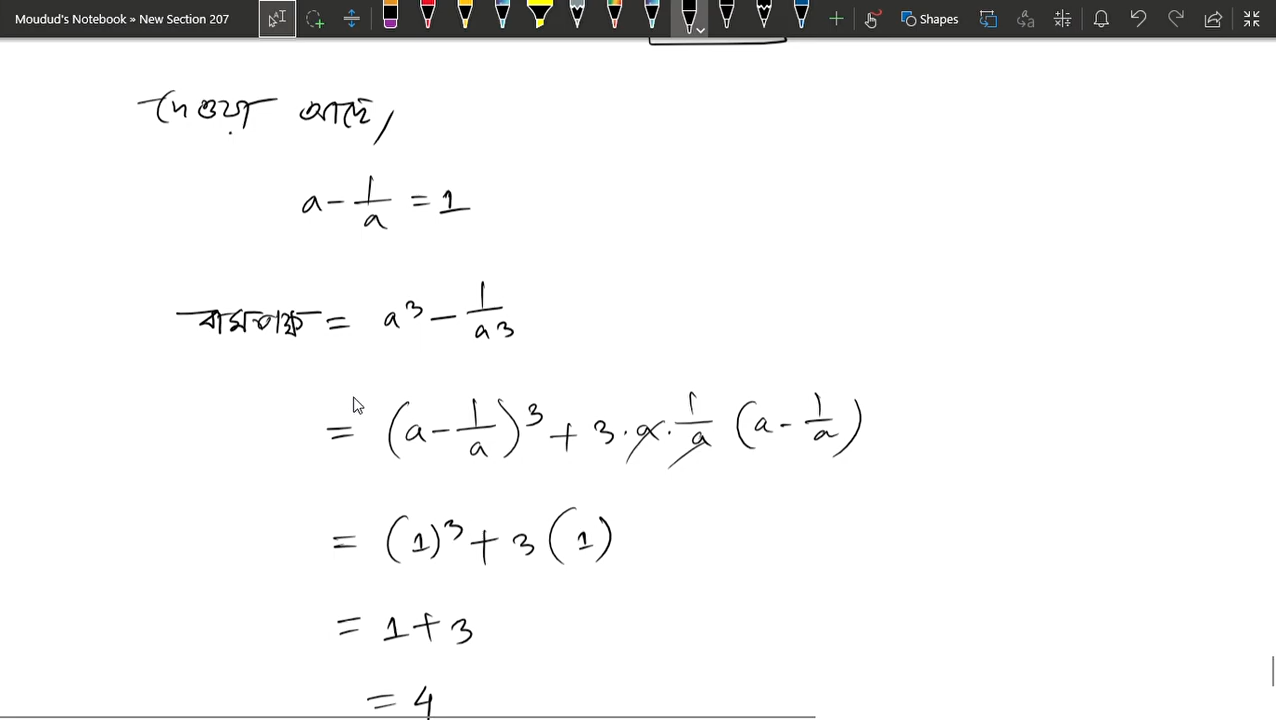 Moudud's Notebook » New Section 207
Shapes
দেওয়া আছে,
a - 1/a = 1
বামপক্ষ = a³ - 1/a³
= (a - 1/a)³ + 3·a·1/a (a - 1/a)
= (1)³ + 3(1)
= 1+3
= 4